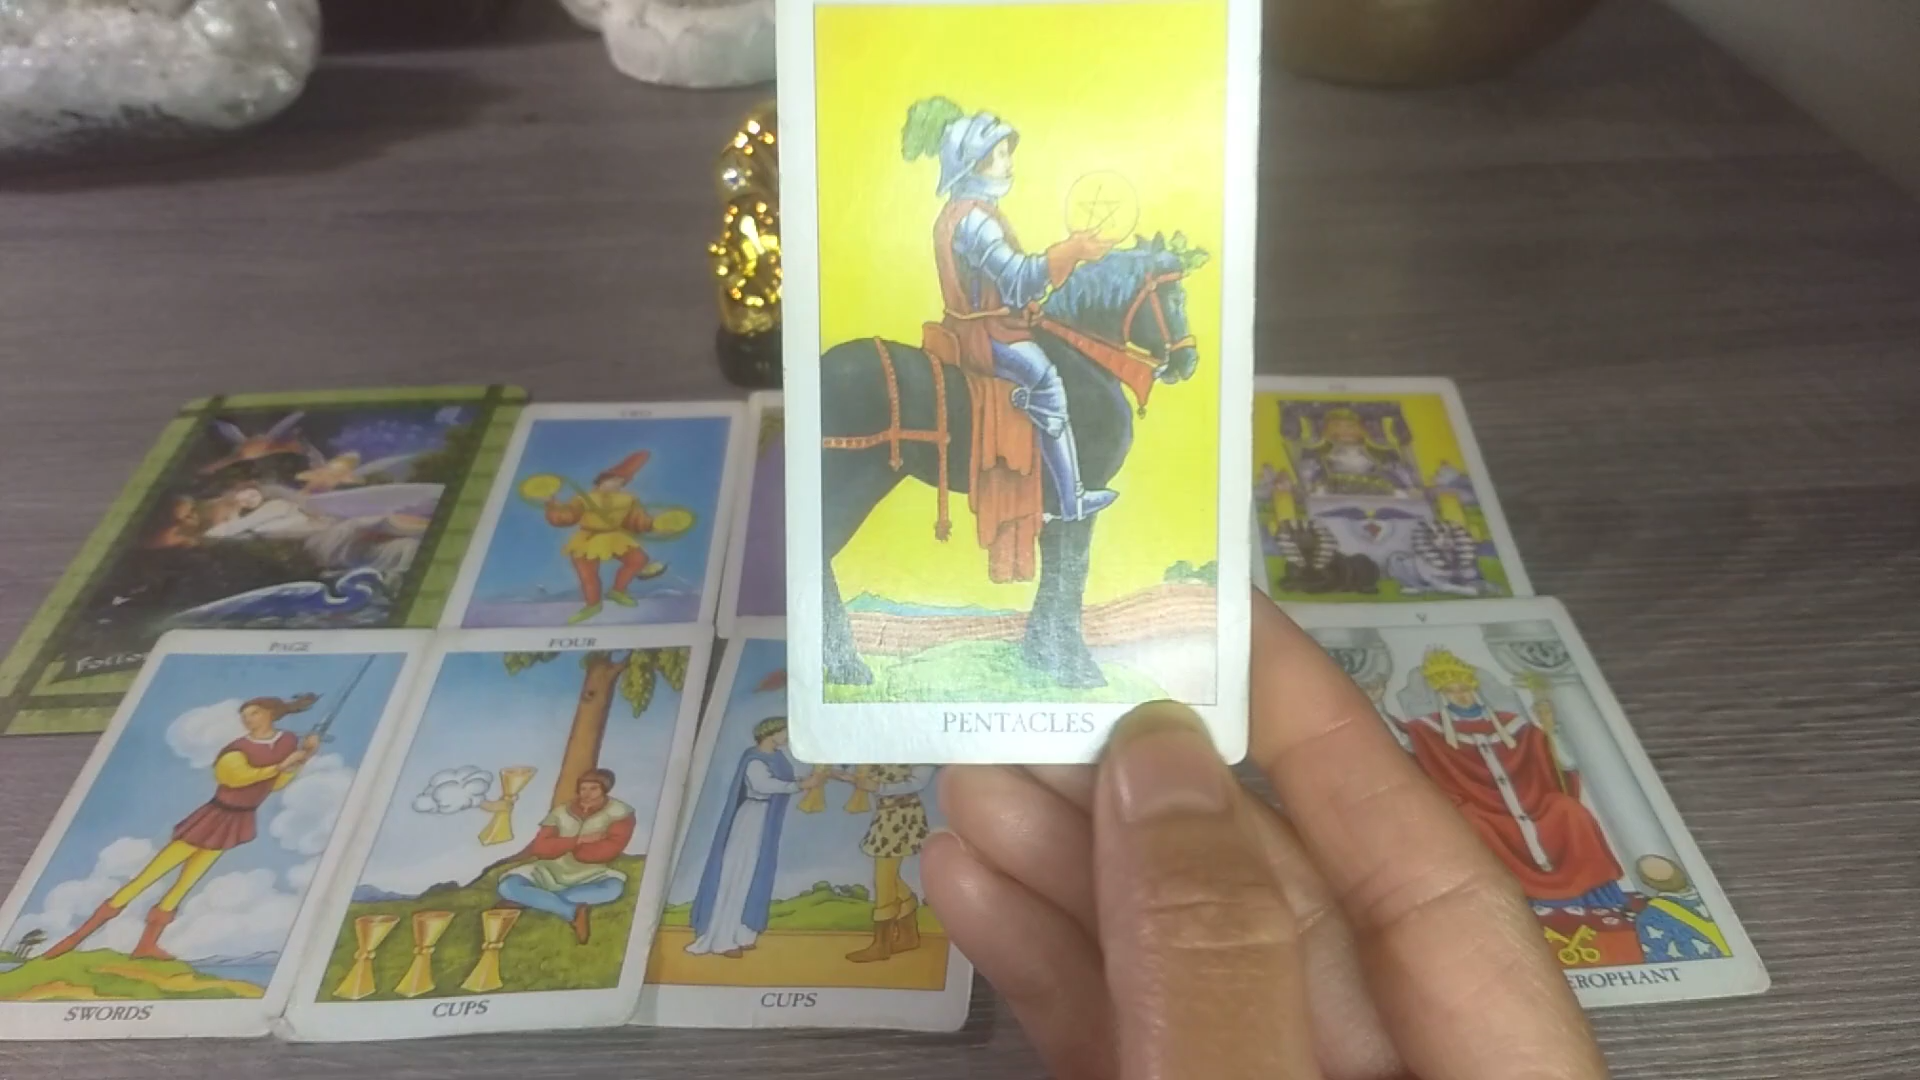 PENTACLES
TWO
PAGE
FOUR
V
SWORDS
CUPS
CUPS
EROPHANT